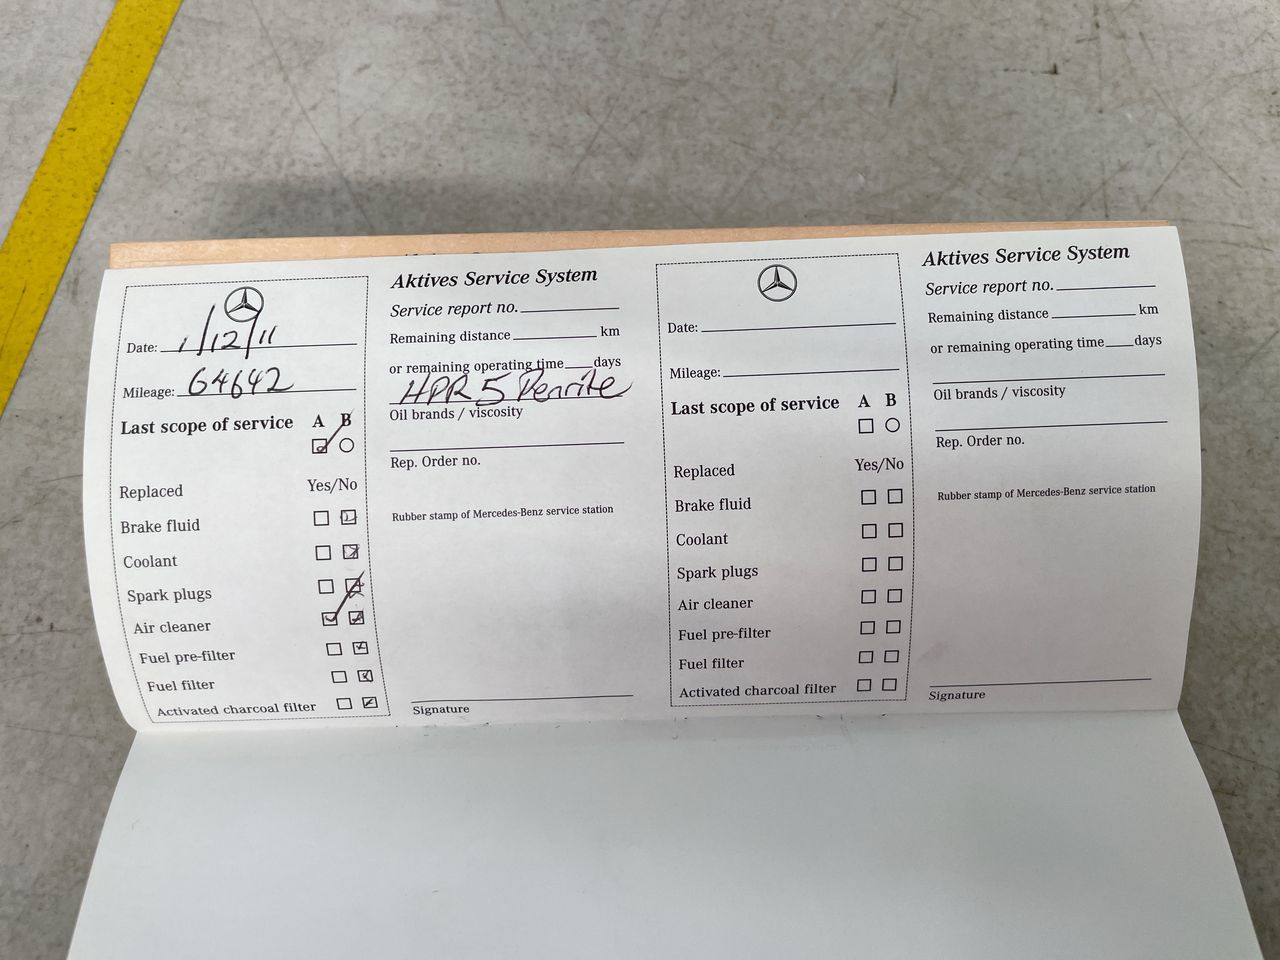 Date: 1/12/11
Mileage: 64642
Last scope of service A B
Replaced Yes/No
Brake fluid
Coolant
Spark plugs
Air cleaner
Fuel pre-filter
Fuel filter
Activated charcoal filter
Aktives Service System
Service report no.
Remaining distance km
or remaining operating time days
HPR 5 Penrite
Oil brands / viscosity
Rep. Order no.
Rubber stamp of Mercedes-Benz service station
Signature
Date:
Mileage:
Last scope of service A B
Replaced Yes/No
Brake fluid
Coolant
Spark plugs
Air cleaner
Fuel pre-filter
Fuel filter
Activated charcoal filter
Aktives Service System
Service report no.
Remaining distance km
or remaining operating time days
Oil brands / viscosity
Rep. Order no.
Rubber stamp of Mercedes-Benz service station
Signature